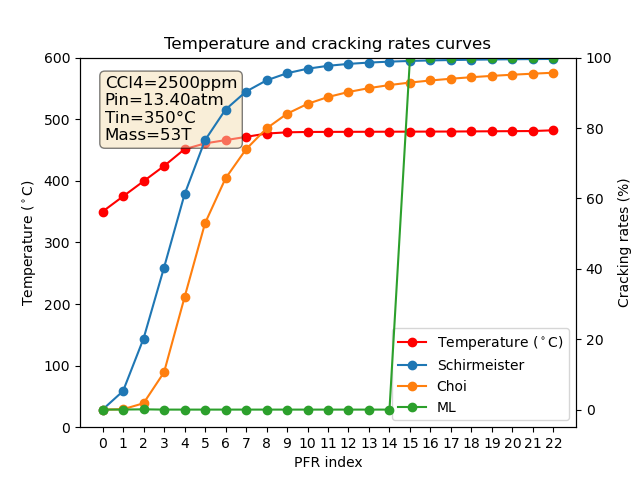 Temperature and cracking rates curves
CCl4=2500ppm
Pin=13.40atm
Tin=350°C
Mass=53T
Temperature (°C)
600
500
400
300
200
100
0
Cracking rates (%)
100
80
60
40
20
0
Temperature (°C)
Schirmeister
Choi
ML
0 1 2 3 4 5 6 7 8 9 10 11 12 13 14 15 16 17 18 19 20 21 22
PFR index